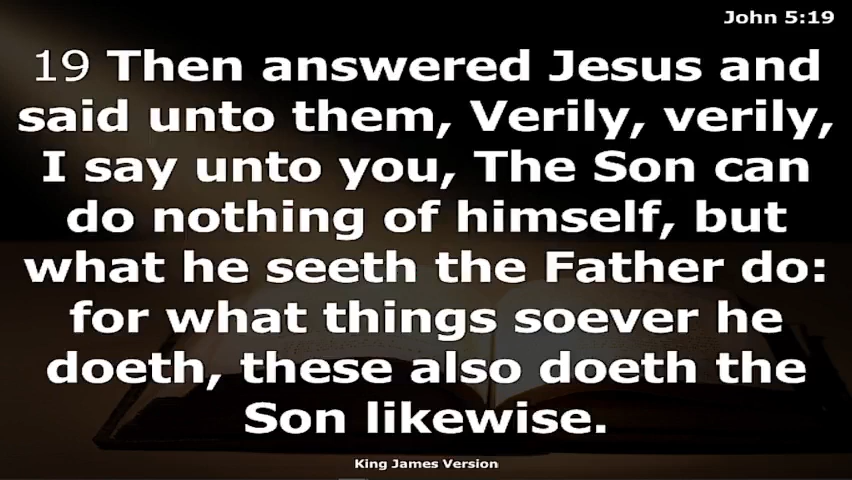 John 5:19
19 Then answered Jesus and
said unto them, Verily, verily,
I say unto you, The Son can
do nothing of himself, but
what he seeth the Father do:
for what things soever he
doeth, these also doeth the
Son likewise.
King James Version